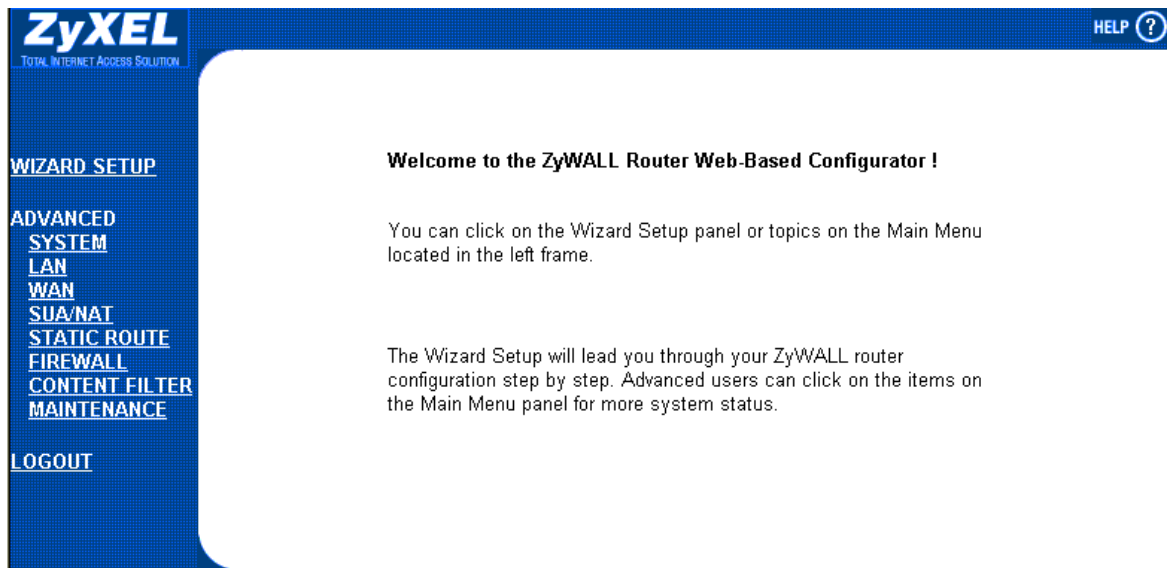 ZyXEL
TOTAL INTERNET ACCESS SOLUTION
HELP ?
WIZARD SETUP
ADVANCED
SYSTEM
LAN
WAN
SUA/NAT
STATIC ROUTE
FIREWALL
CONTENT FILTER
MAINTENANCE
LOGOUT
Welcome to the ZyWALL Router Web-Based Configurator !
You can click on the Wizard Setup panel or topics on the Main Menu
located in the left frame.
The Wizard Setup will lead you through your ZyWALL router
configuration step by step. Advanced users can click on the items on
the Main Menu panel for more system status.